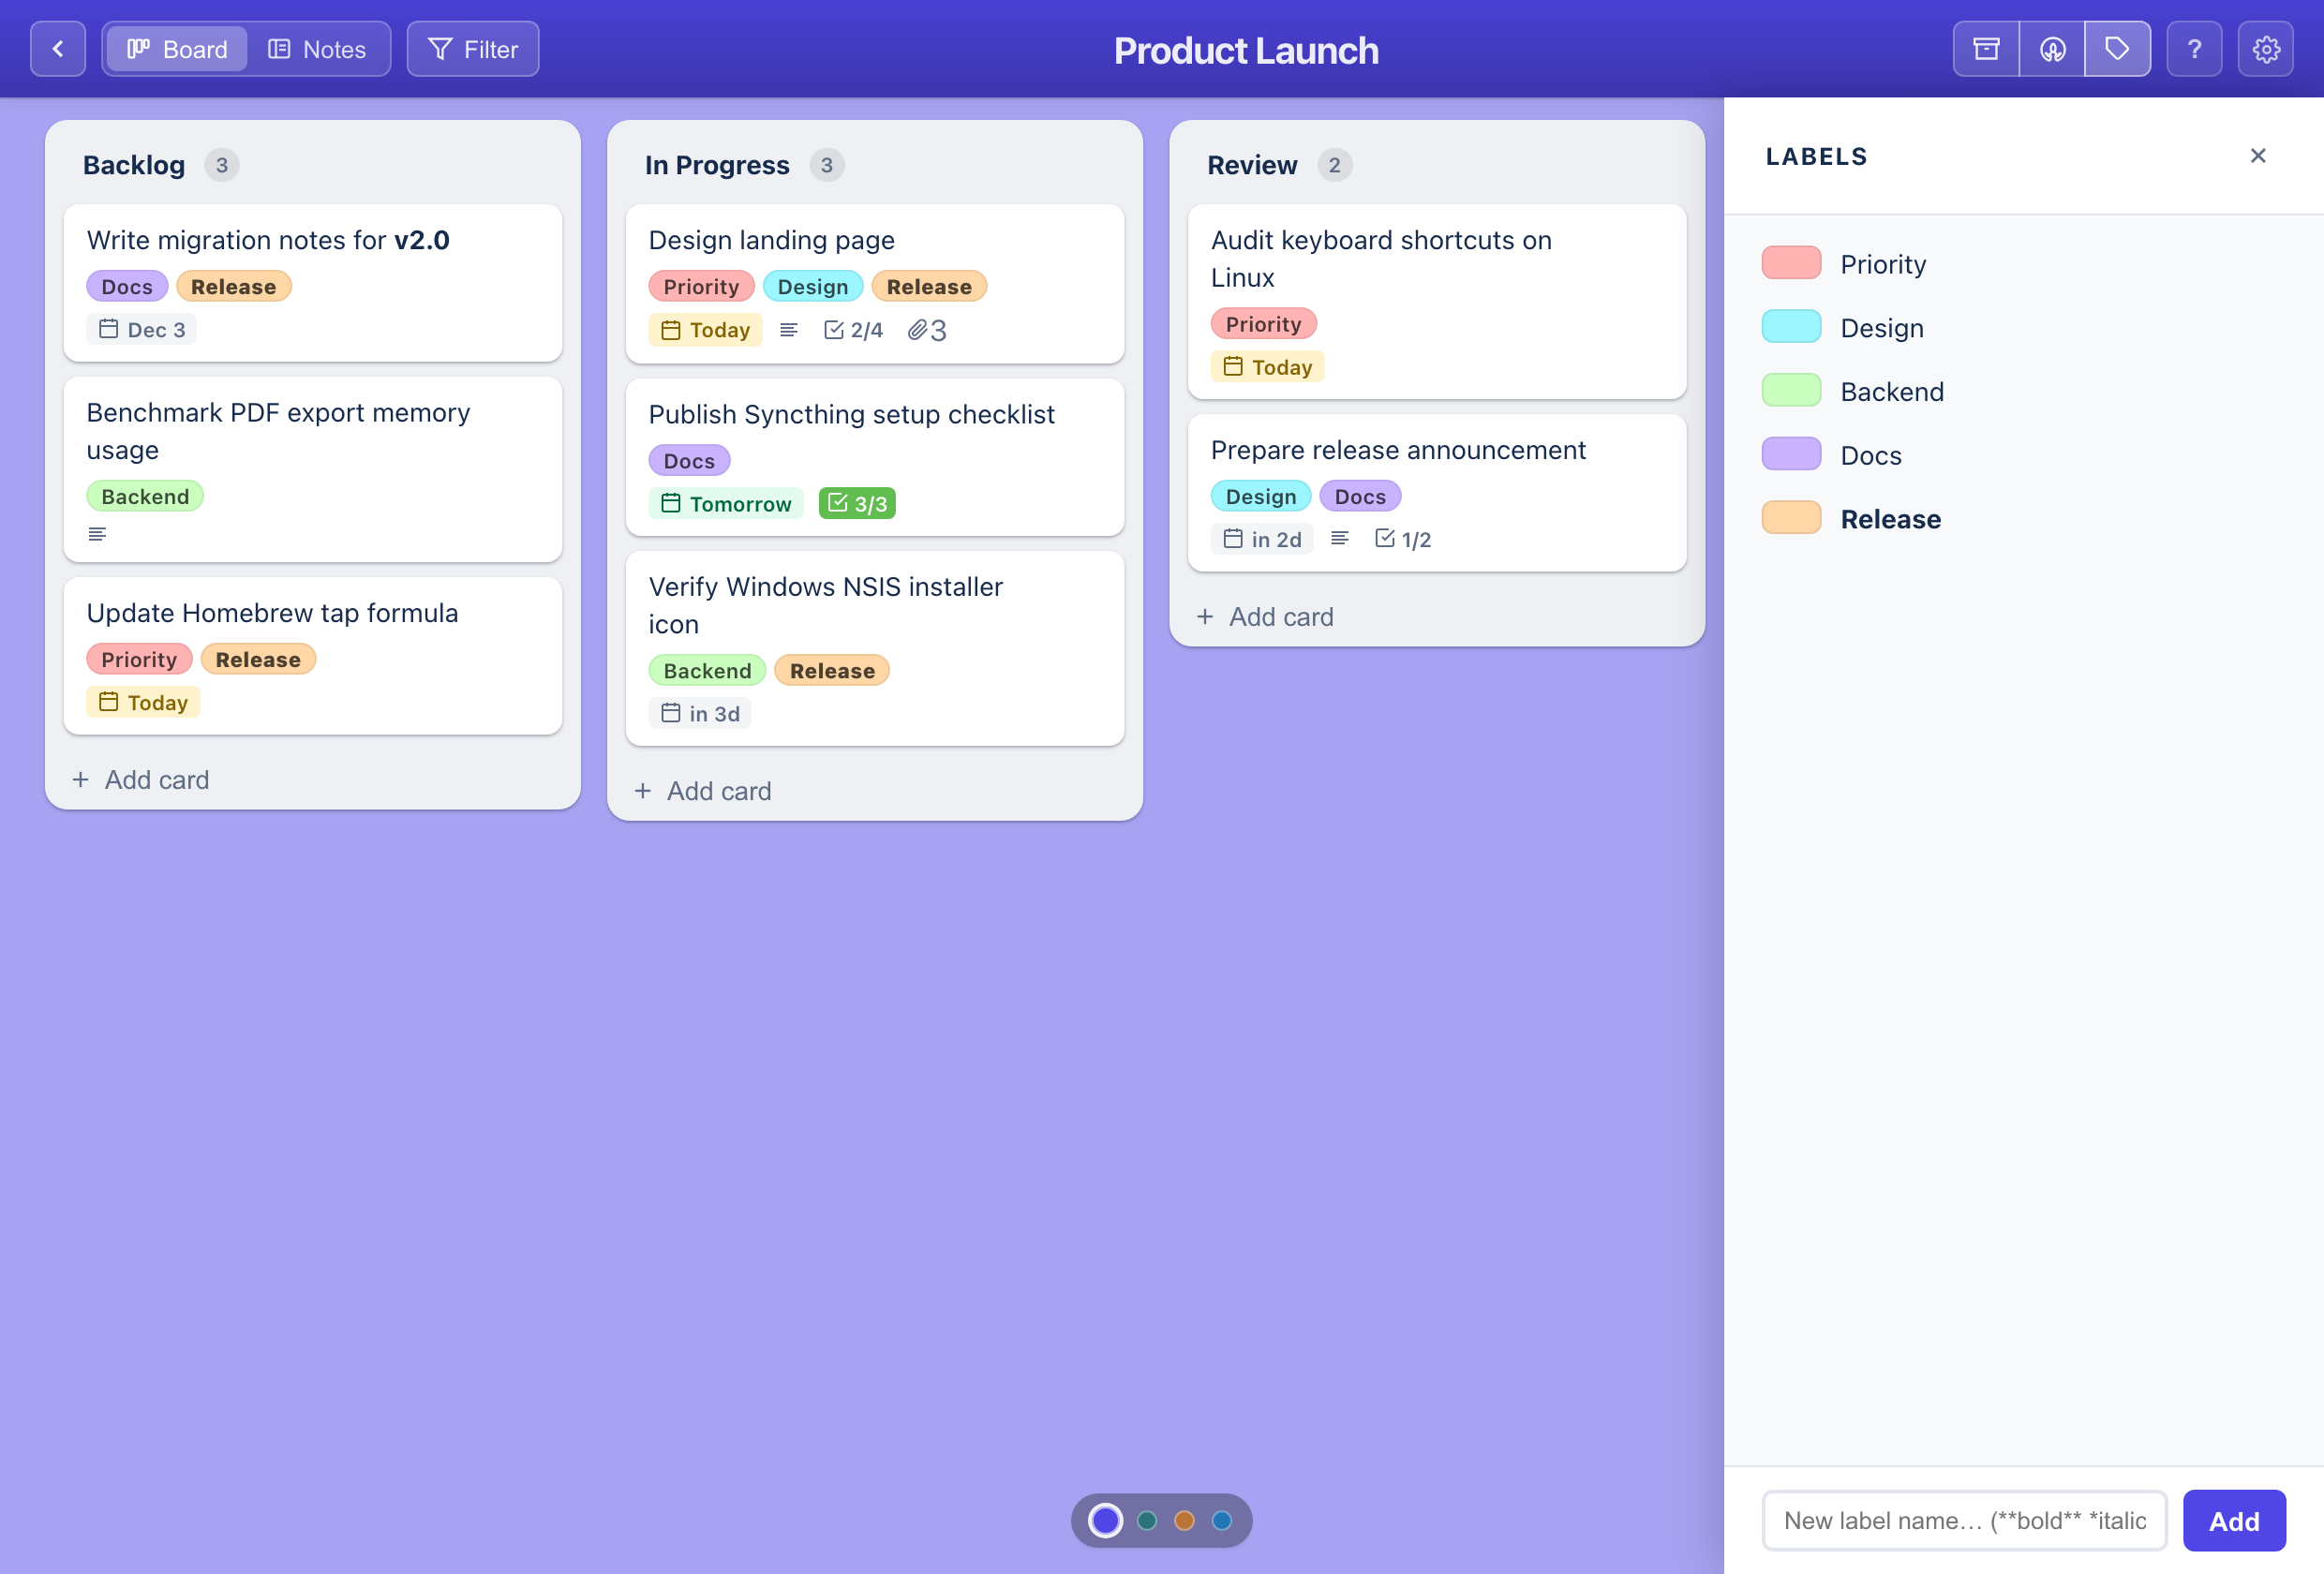 Board
Notes
Filter
Product Launch
?
Backlog 3
Write migration notes for v2.0
Docs Release
Dec 3
Benchmark PDF export memory
usage
Backend
Update Homebrew tap formula
Priority Release
Today
+ Add card
In Progress 3
Design landing page
Priority Design Release
Today 2/4 3
Publish Syncthing setup checklist
Docs
Tomorrow 3/3
Verify Windows NSIS installer
icon
Backend Release
in 3d
+ Add card
Review 2
Audit keyboard shortcuts on
Linux
Priority
Today
Prepare release announcement
Design Docs
in 2d 1/2
+ Add card
LABELS
Priority
Design
Backend
Docs
Release
New label name… (**bold** *italic
Add